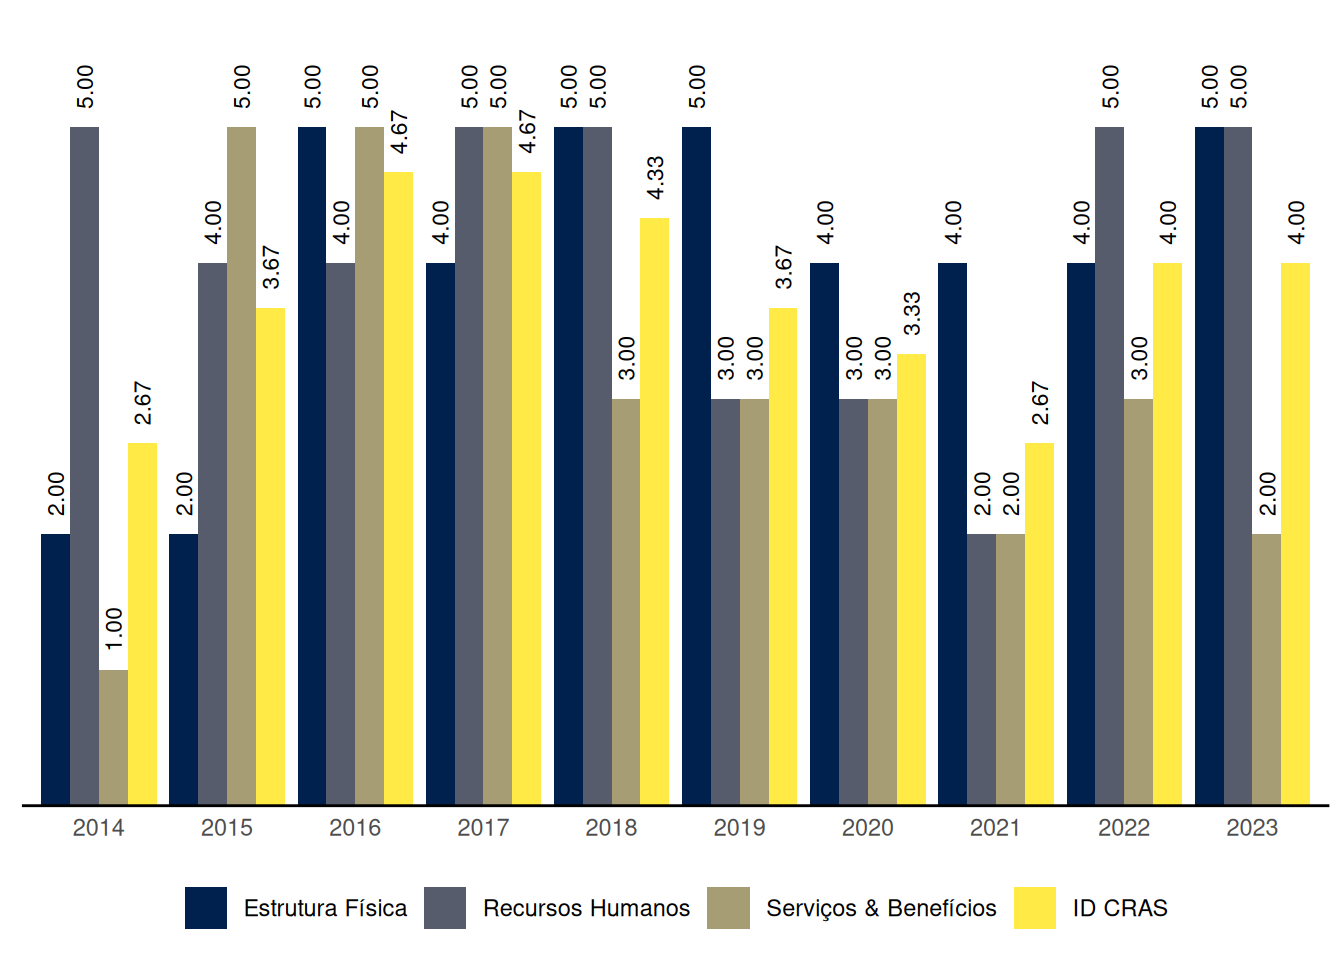 5.00 5.00 5.00 5.00 5.00 5.00 5.00 5.00 5.00 5.00 5.00 5.00
4.67 4.67
4.33
4.00 4.00 4.00 4.00 4.00 4.00 4.00 4.00
3.67 3.67
3.33
3.00 3.00 3.00 3.00 3.00 3.00
2.67 2.67
2.00 2.00 2.00 2.00 2.00
1.00
2014 2015 2016 2017 2018 2019 2020 2021 2022 2023
Estrutura Física Recursos Humanos Serviços & Benefícios ID CRAS